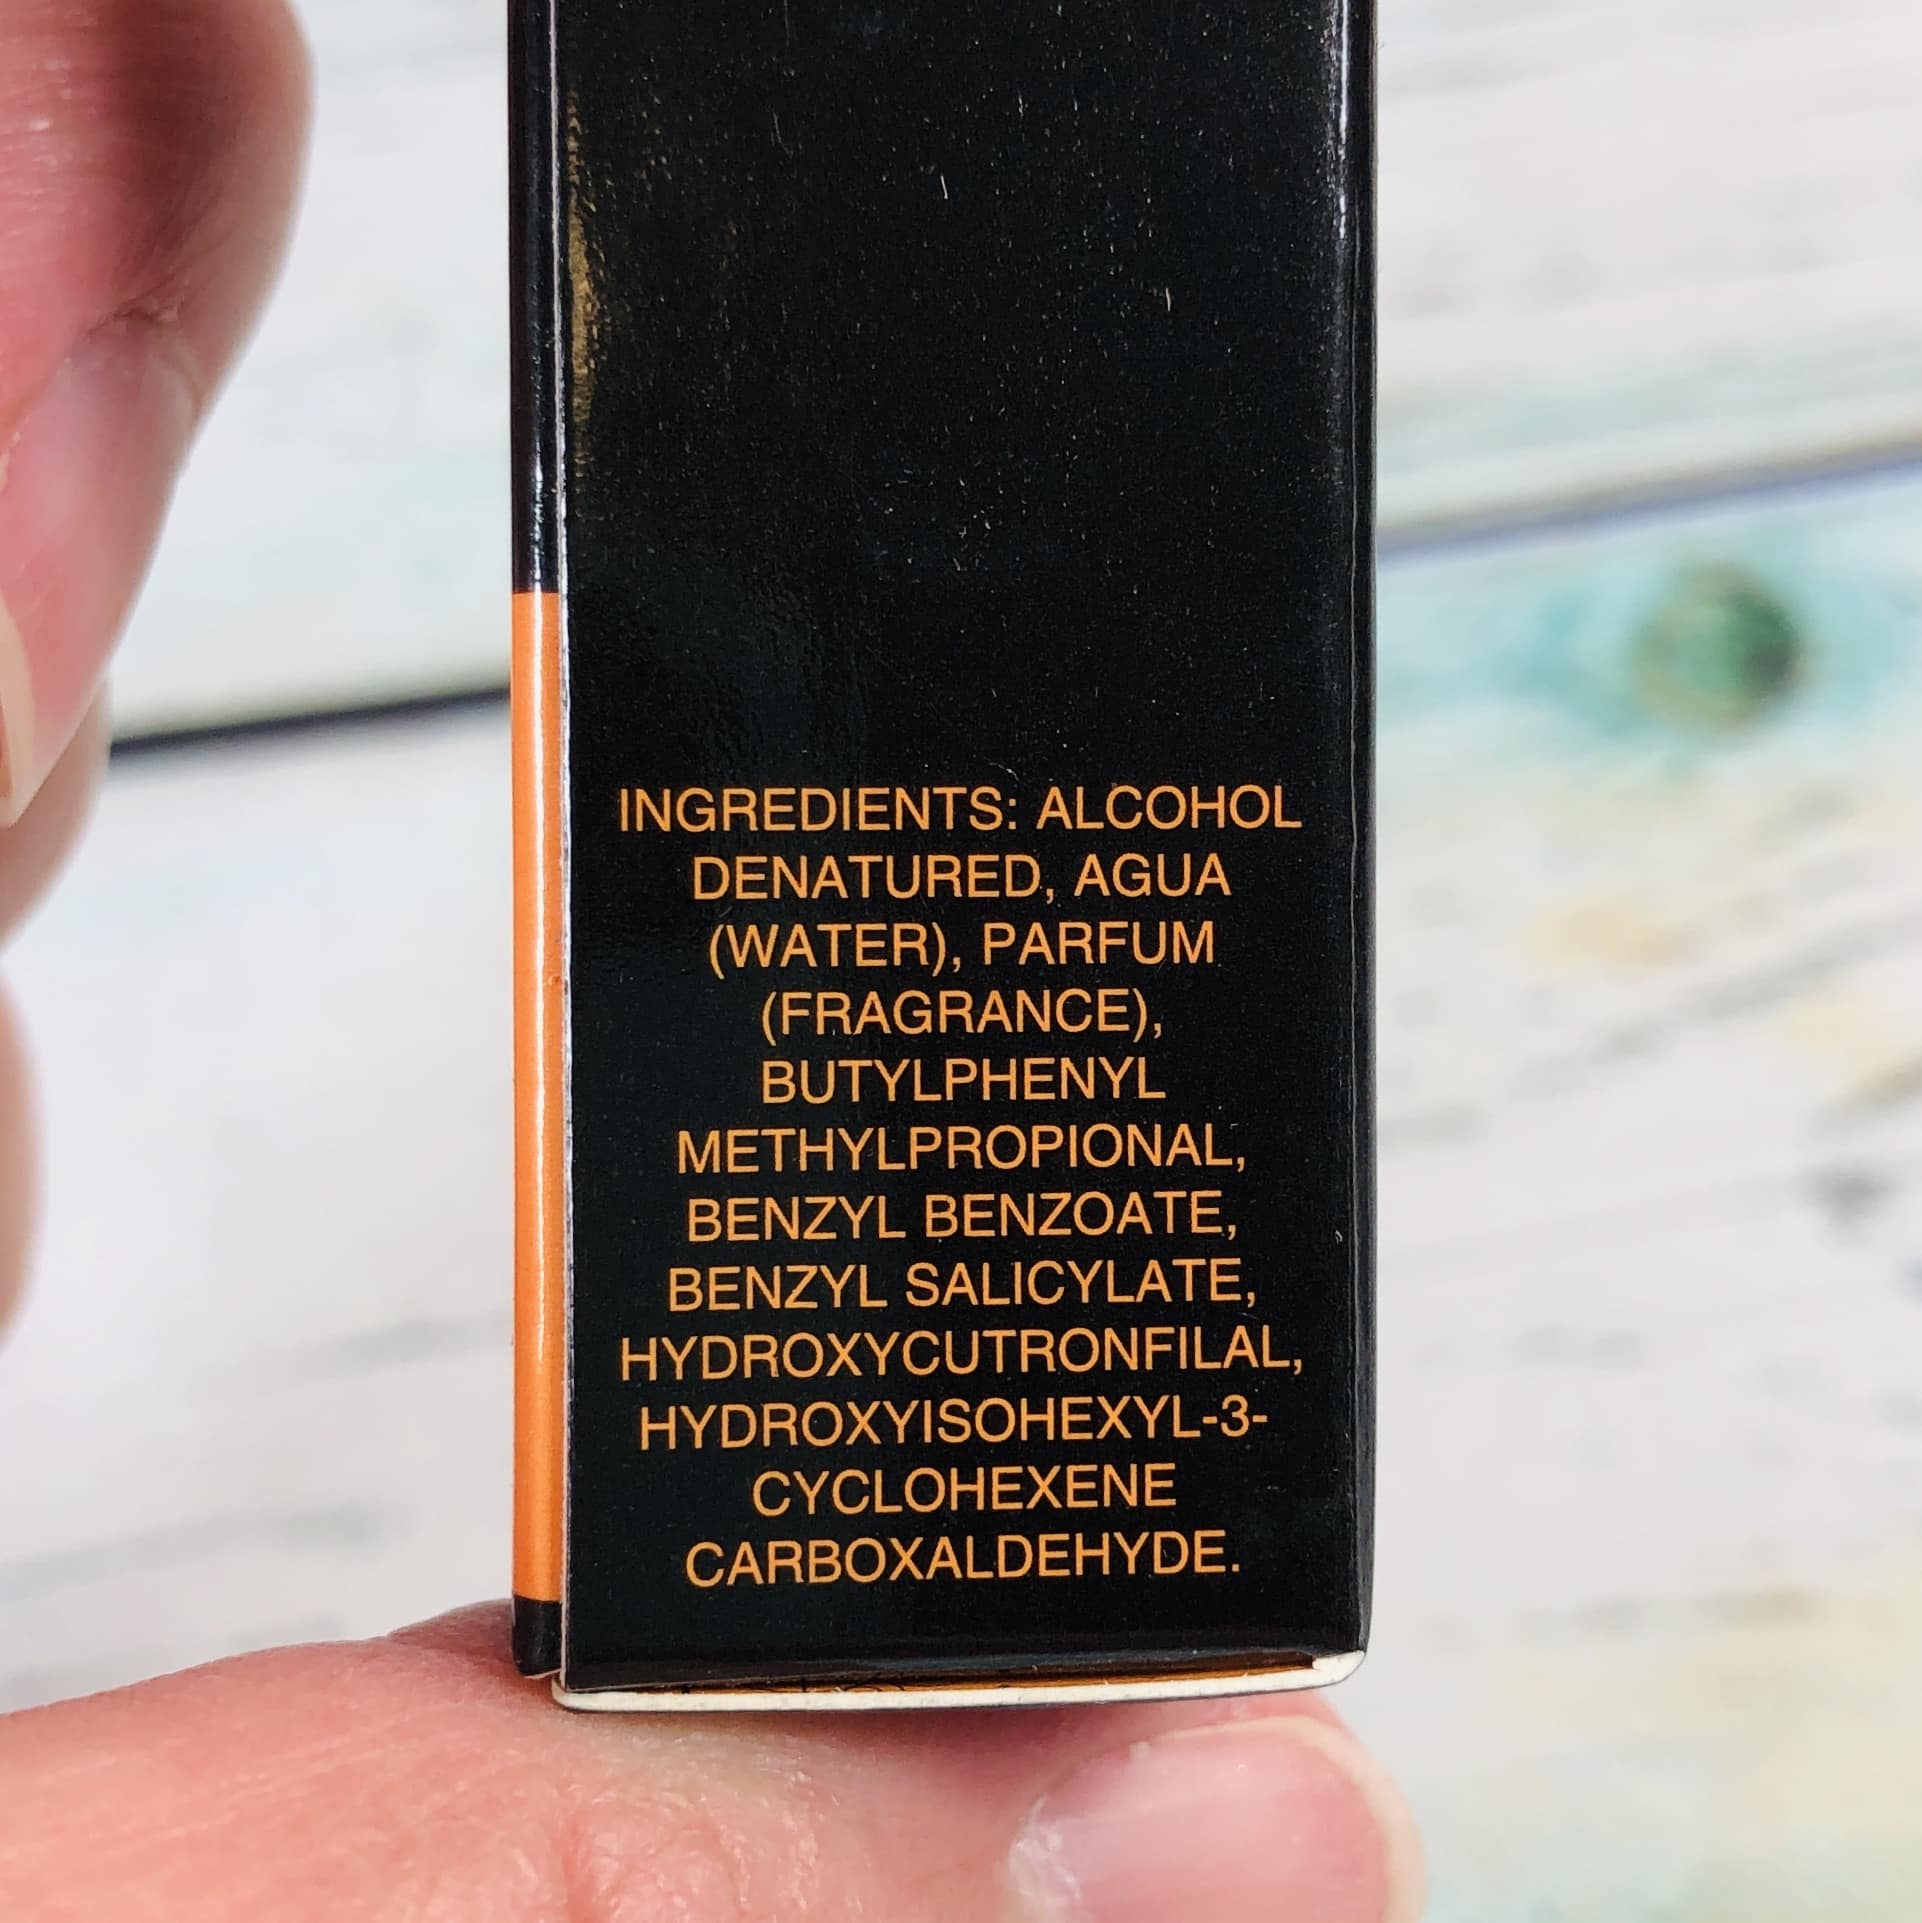 INGREDIENTS: ALCOHOL
DENATURED, AGUA
(WATER), PARFUM
(FRAGRANCE),
BUTYLPHENYL
METHYLPROPIONAL,
BENZYL BENZOATE,
BENZYL SALICYLATE,
HYDROXYCUTRONFILAL,
HYDROXYISOHEXYL-3-
CYCLOHEXENE
CARBOXALDEHYDE.